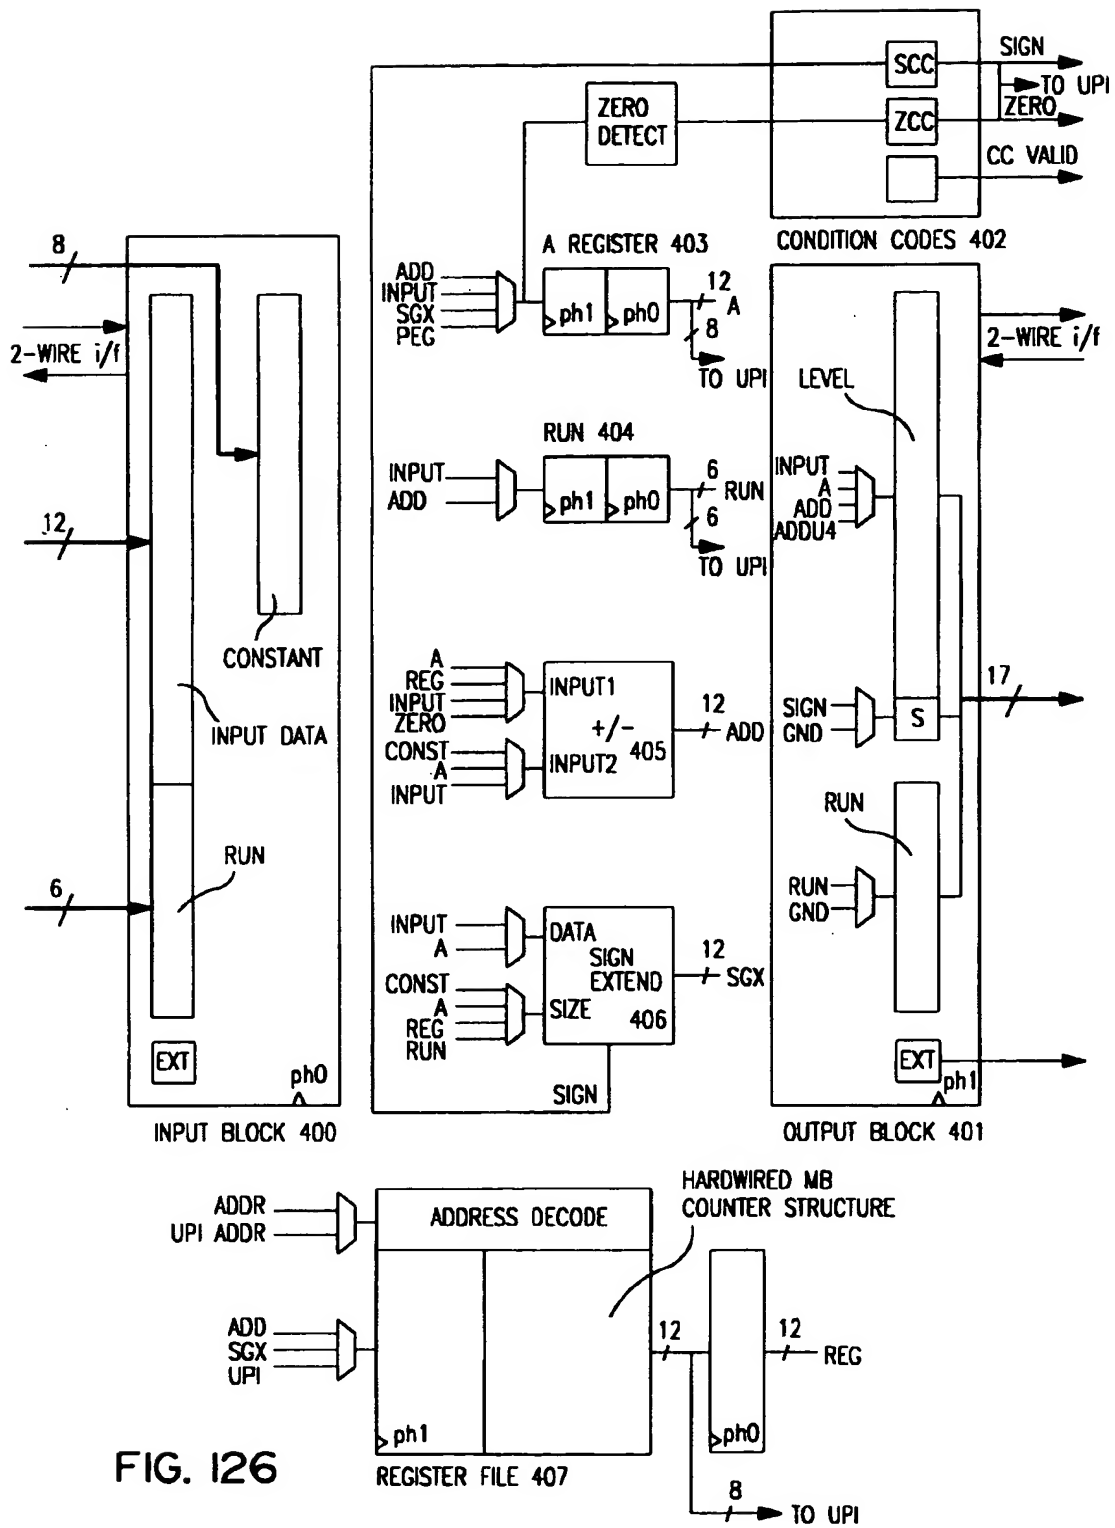 SCC
SIGN
TO UPI
ZERO
DETECT
ZCC
ZERO
CC VALID
CONDITION CODES 402
8
2-WIRE i/f
12
CONSTANT
INPUT DATA
RUN
6
EXT
ph0
INPUT BLOCK 400
A REGISTER 403
ADD
INPUT
SGX
PEG
ph1
ph0
12
A
8
TO UPI
RUN 404
INPUT
ADD
ph1
ph0
6
RUN
6
TO UPI
A
REG
INPUT
ZERO
CONST
A
INPUT
INPUT1
+/-
405
INPUT2
12
ADD
INPUT
A
CONST
A
REG
RUN
DATA
SIGN
EXTEND
SIZE
406
12
SGX
SIGN
2-WIRE i/f
LEVEL
INPUT
A
ADD
ADDU4
17
SIGN
GND
S
RUN
RUN
GND
EXT
ph1
OUTPUT BLOCK 401
HARDWIRED MB
COUNTER STRUCTURE
ADDR
UPI ADDR
ADDRESS DECODE
ADD
SGX
UPI
ph1
12
12
REG
ph0
8
TO UPI
REGISTER FILE 407
FIG. 126